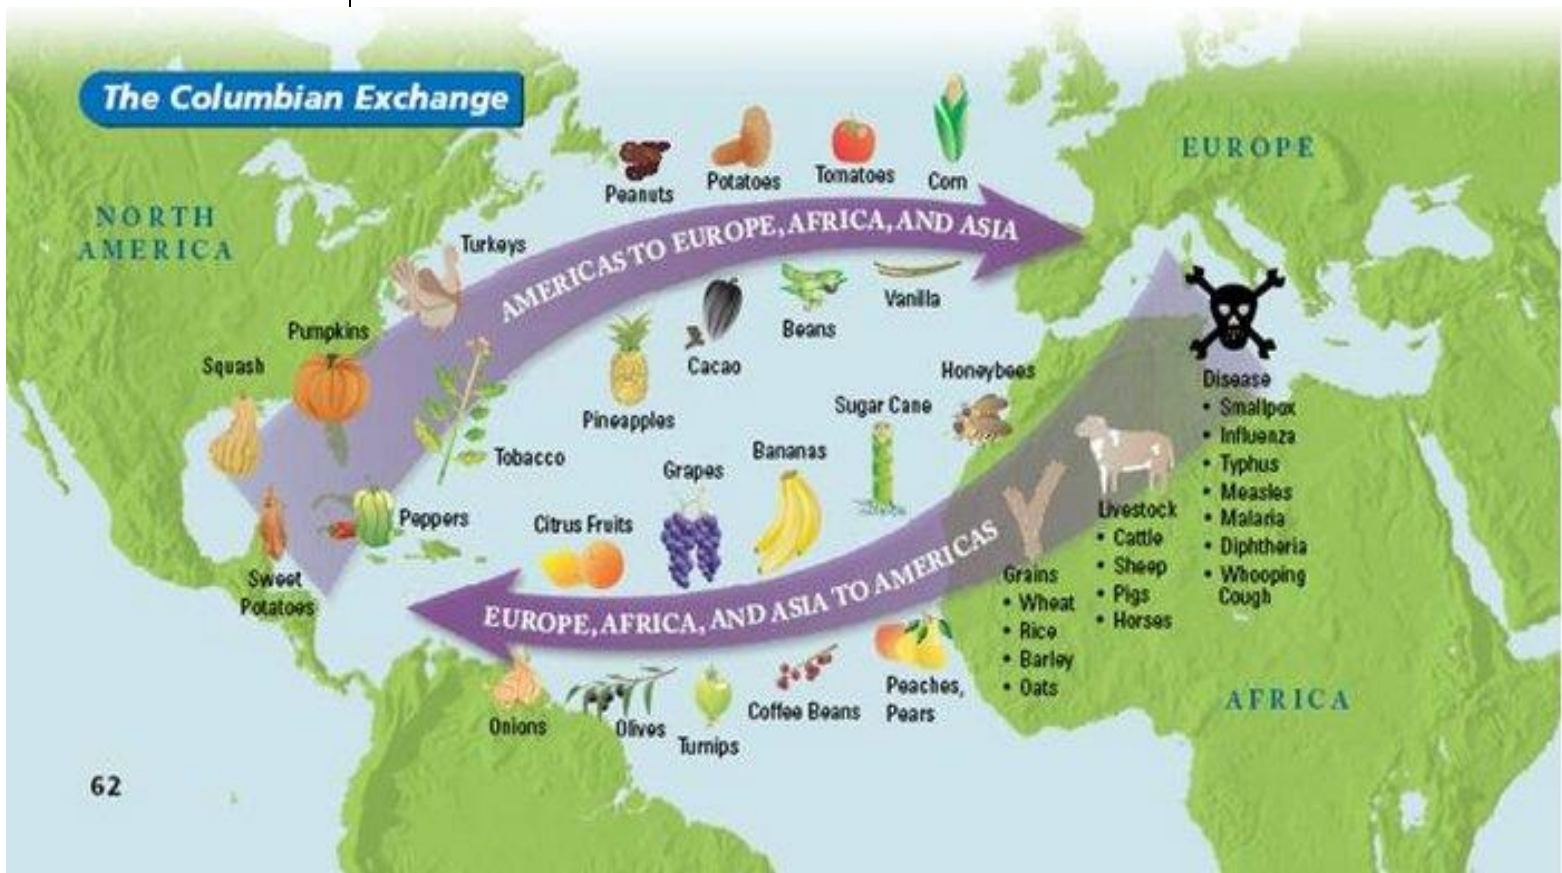 The Columbian Exchange
NORTH
AMERICA
EUROPE
Peanuts
Potatoes
Tomatoes
Corn
AMERICAS TO EUROPE, AFRICA, AND ASIA
Turkeys
Pumpkins
Squash
Tobacco
Peppers
Sweet
Potatoes
Pineapples
Cacao
Beans
Vanilla
Honeybees
Sugar Cane
Bananas
Grapes
Citrus Fruits
EUROPE, AFRICA, AND ASIA TO AMERICAS
Onions
Olives
Turnips
Coffee Beans
Peaches,
Pears
Grains
• Wheat
• Rice
• Barley
• Oats
Livestock
• Cattle
• Sheep
• Pigs
• Horses
Disease
• Smallpox
• Influenza
• Typhus
• Measles
• Malaria
• Diphtheria
• Whooping
Cough
AFRICA
62